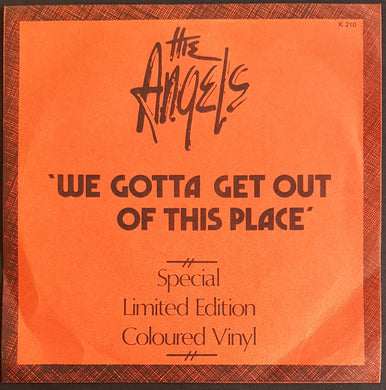 K 210
The
Angels
'WE GOTTA GET OUT
OF THIS PLACE'
Special
Limited Edition
Coloured Vinyl